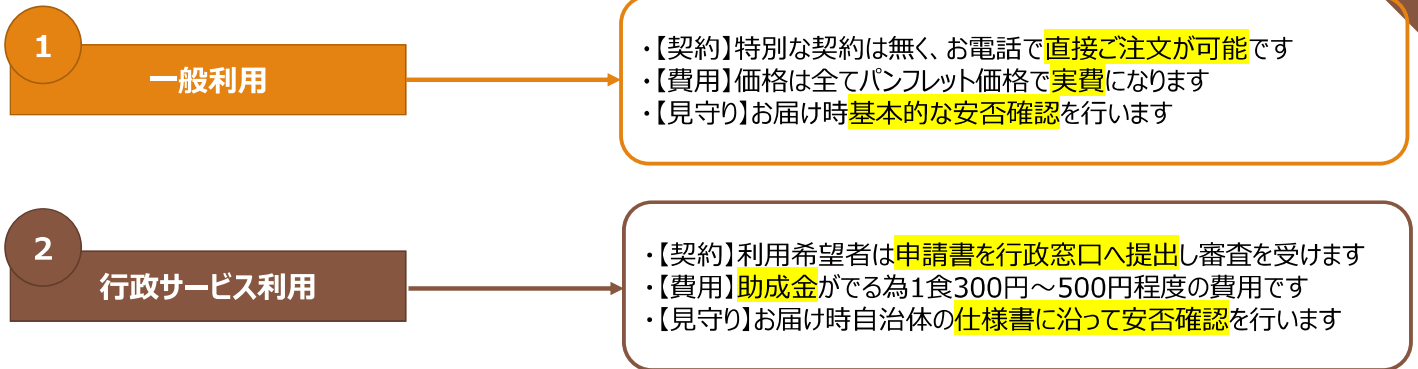 1
一般利用
・【契約】特別な契約は無く、お電話で直接ご注文が可能です
・【費用】価格は全てパンフレット価格で実費になります
・【見守り】お届け時基本的な安否確認を行います
2
行政サービス利用
・【契約】利用希望者は申請書を行政窓口へ提出し審査を受けます
・【費用】助成金がでる為1食300円～500円程度の費用です
・【見守り】お届け時自治体の仕様書に沿って安否確認を行います